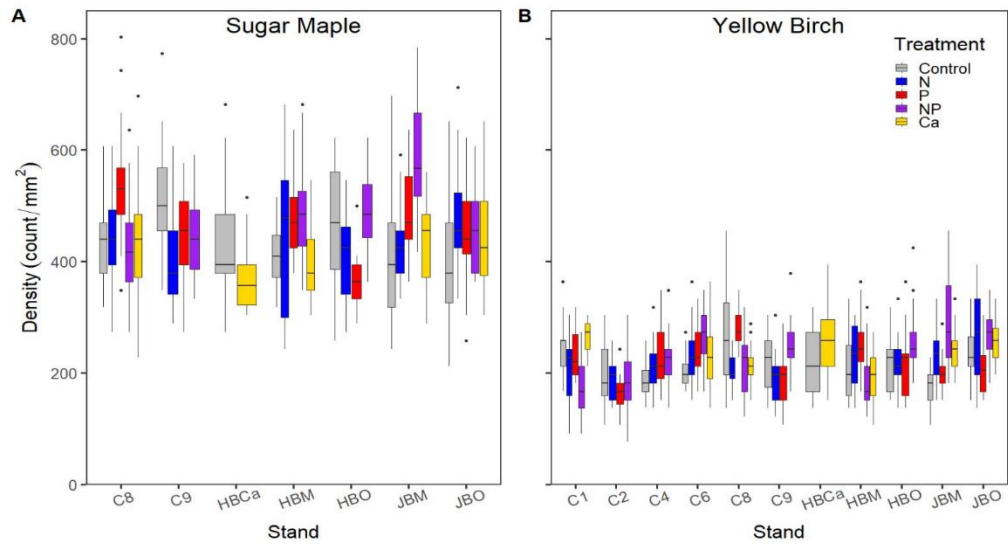 A
Sugar Maple
Density (count/mm²)
800
600
400
200
0
C8
C9
HBCa
HBM
HBO
JBM
JBO
Stand
B
Yellow Birch
Treatment
Control
N
P
NP
Ca
C1
C2
C4
C6
C8
C9
HBCa
HBM
HBO
JBM
JBO
Stand